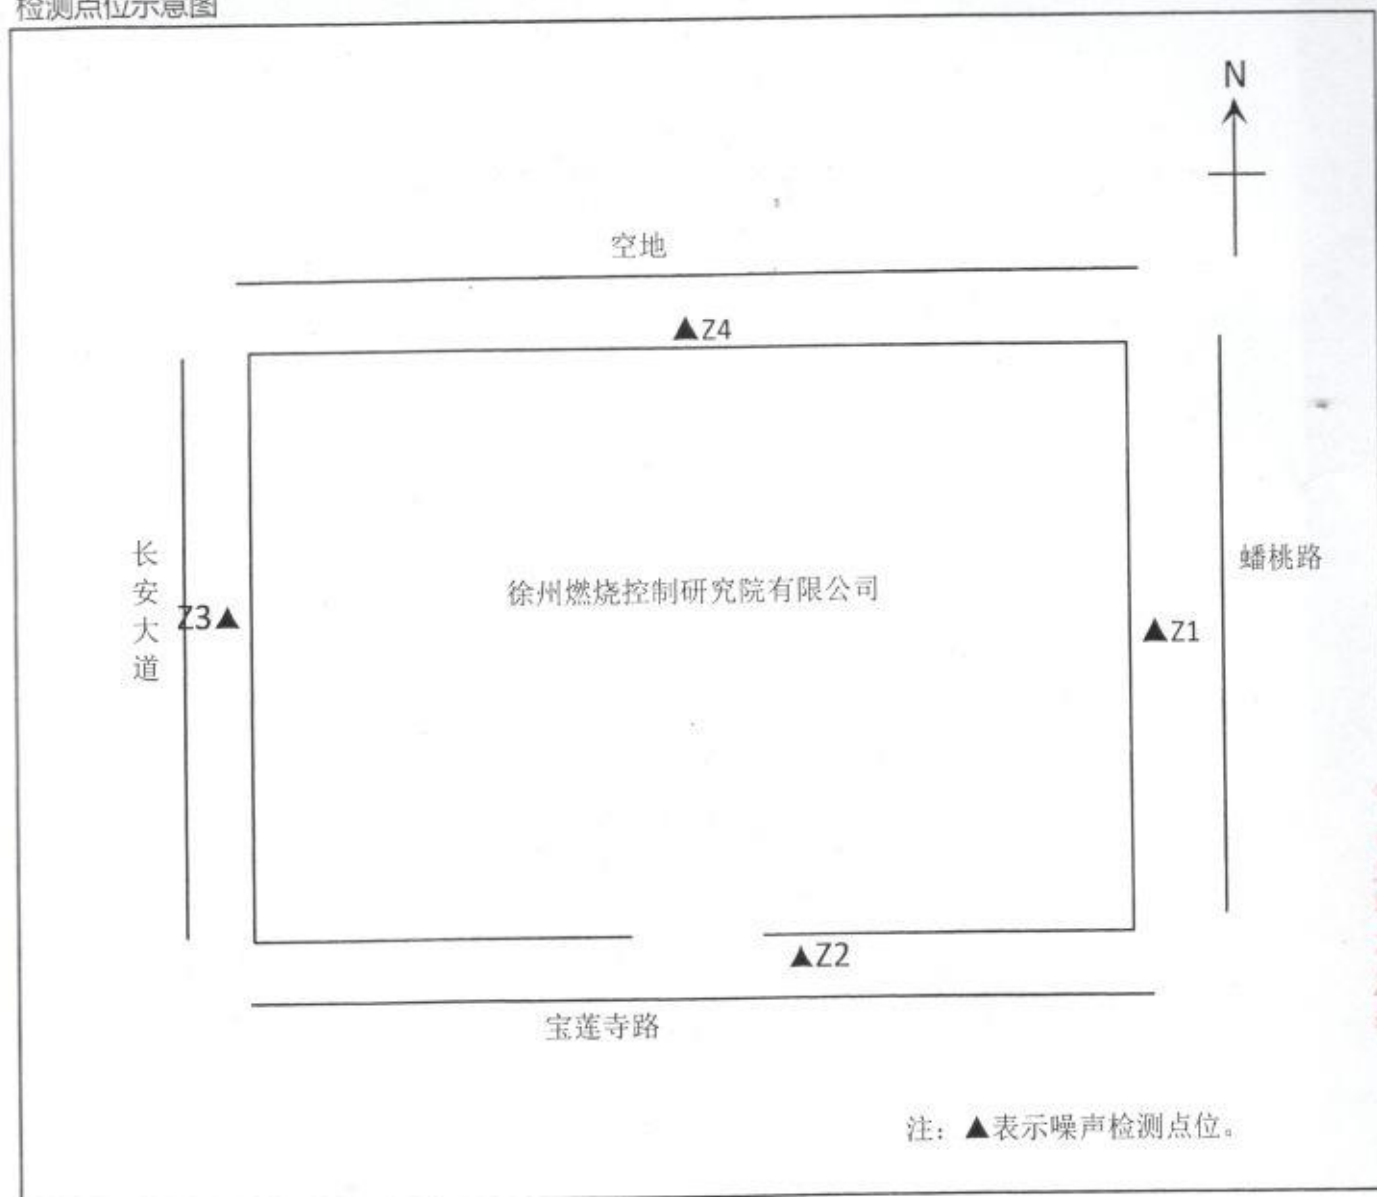 检测点位示意图
N
空地
▲Z4
长安大道
蟠桃路
徐州燃烧控制研究院有限公司
Z3▲
▲Z1
▲Z2
宝莲寺路
注：▲表示噪声检测点位。